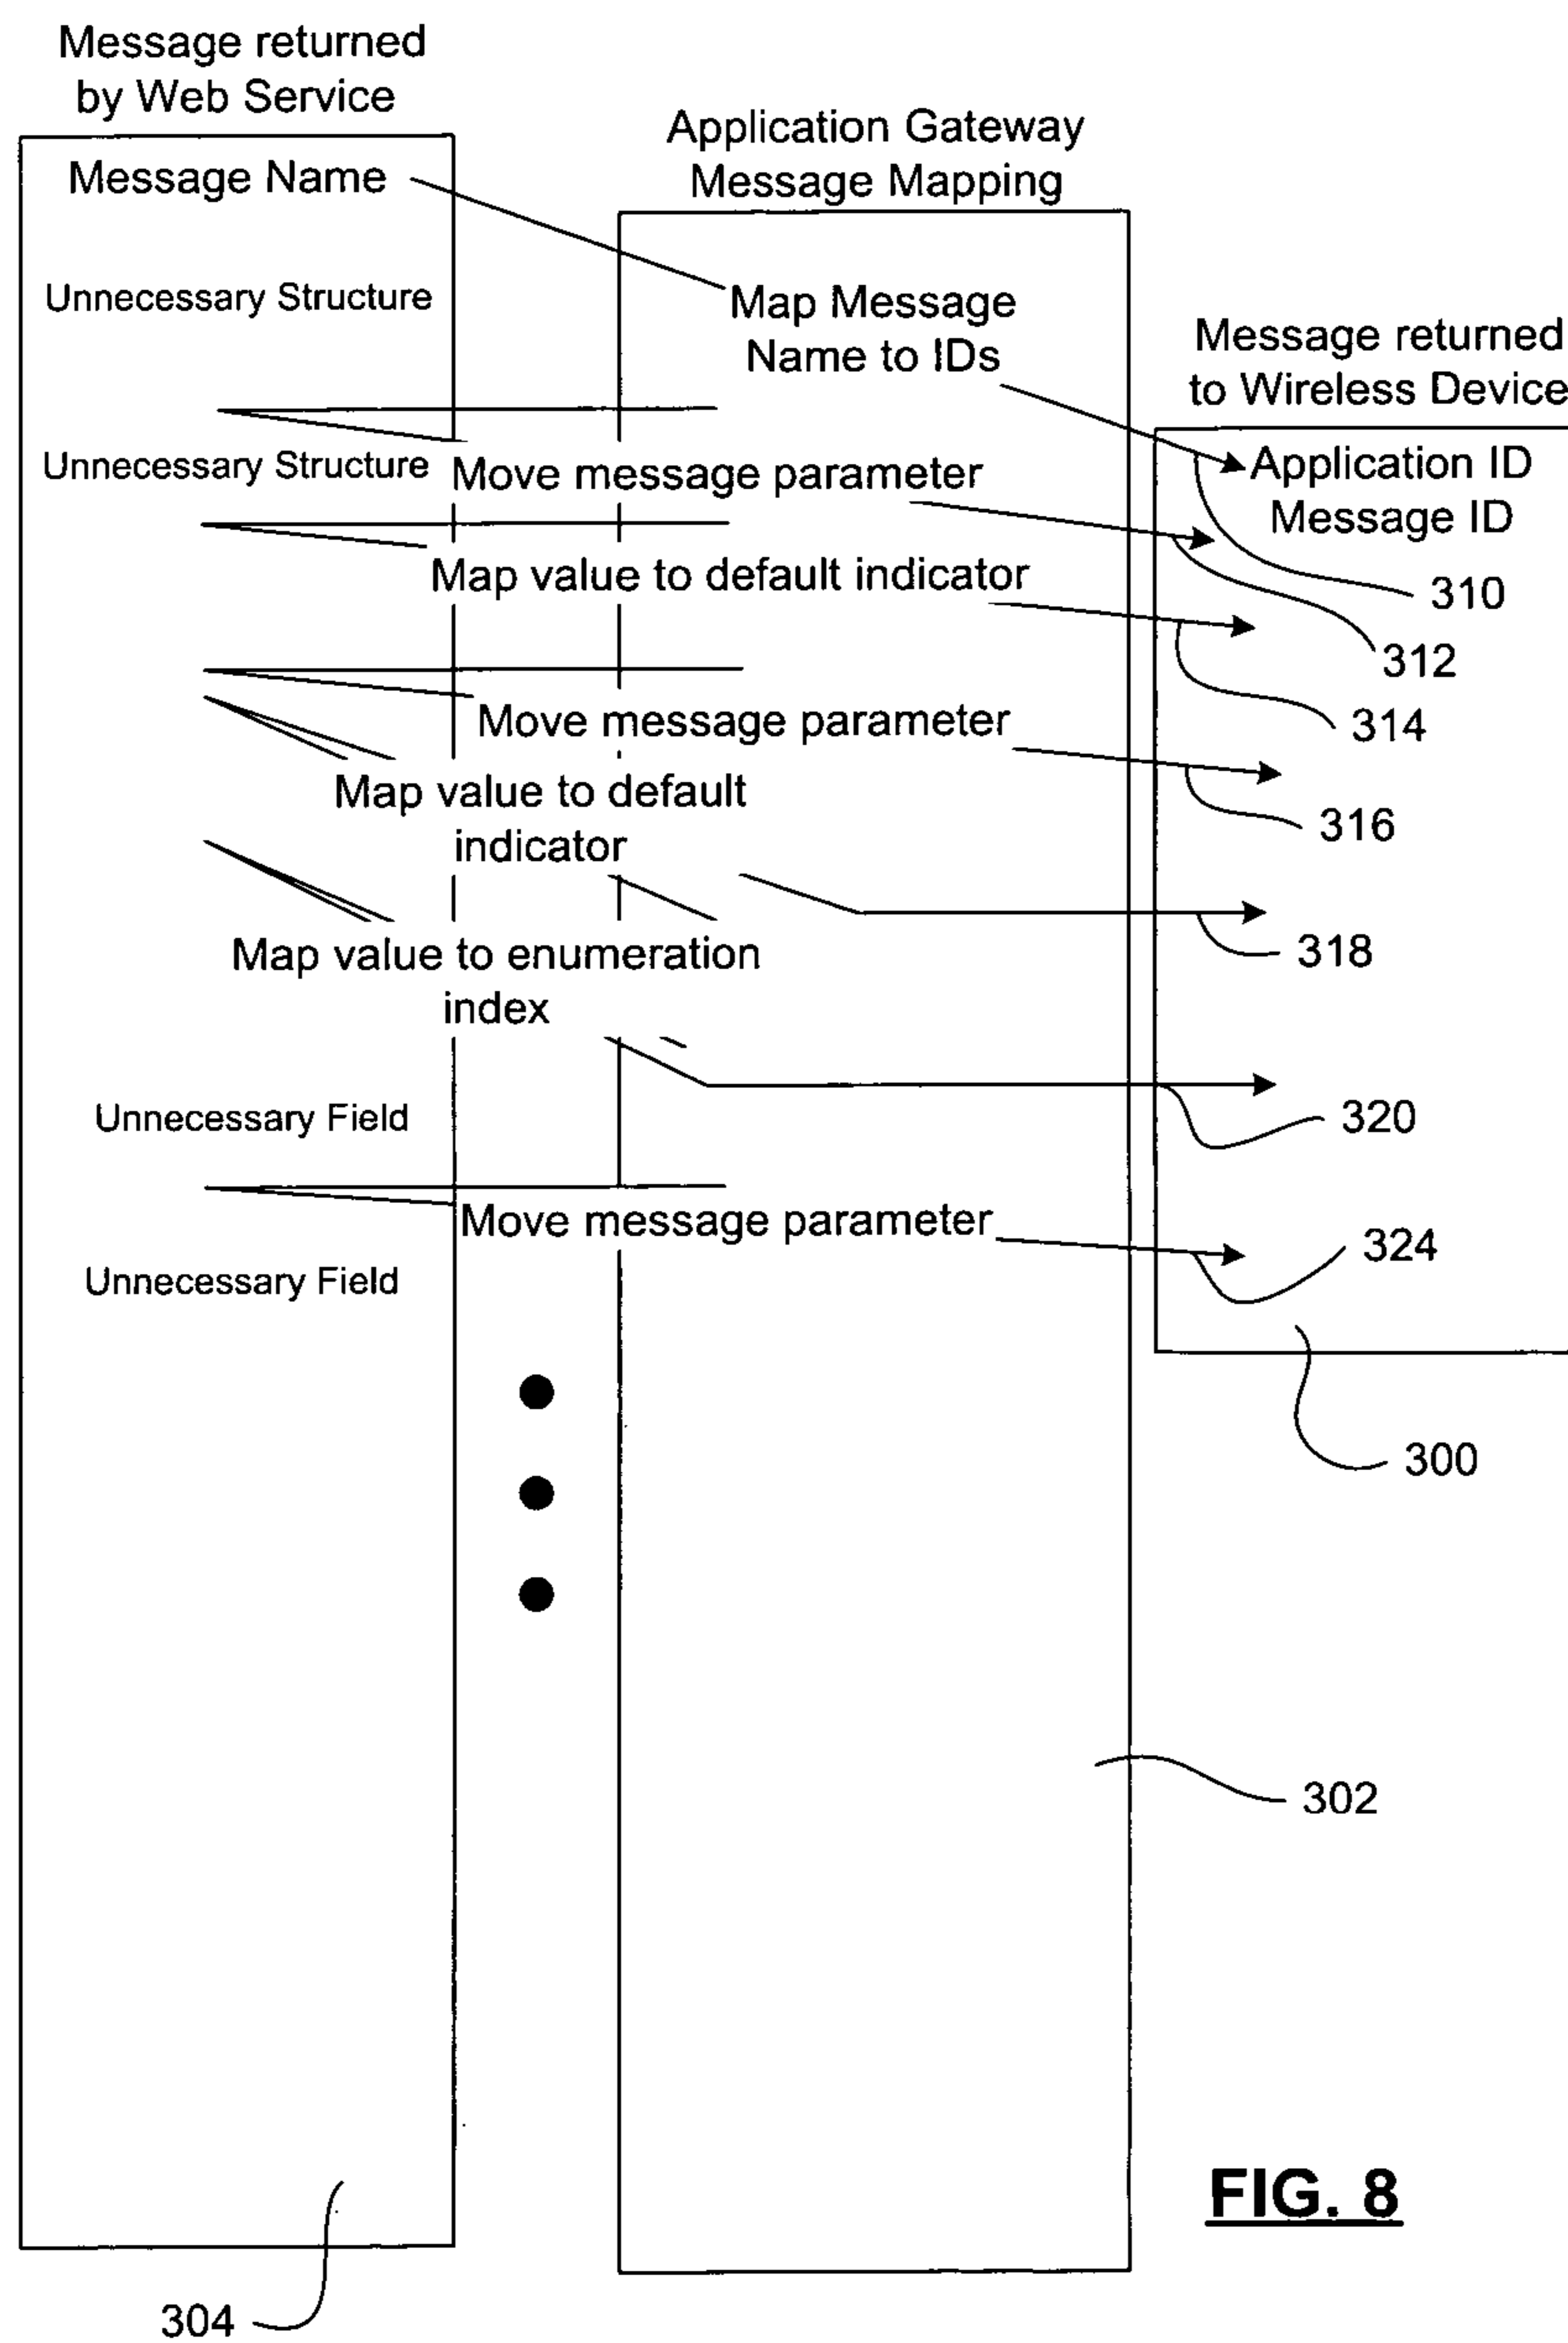 Message returned
by Web Service
Application Gateway
Message Mapping
Message Name
Unnecessary Structure
Map Message
Name to IDs
Message returned
to Wireless Device
Unnecessary Structure
Move message parameter
Application ID
Message ID
Map value to default indicator
310
312
Move message parameter
314
Map value to default
indicator
316
Map value to enumeration
index
318
Unnecessary Field
320
Move message parameter
324
Unnecessary Field
300
302
FIG. 8
304